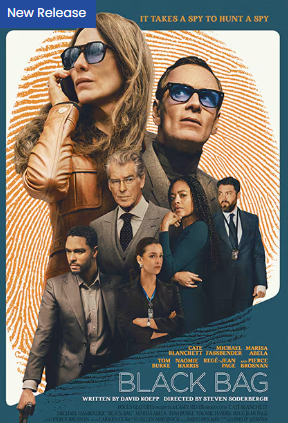 New Release
IT TAKES A SPY TO HUNT A SPY
CATE MICHAEL MARISA
BLANCHETT FASSBENDER ABELA
TOM NAOMIE REGÉ-JEAN AND PIERCE
BURKE HARRIS PAGE BROSNAN
BLACK BAG
WRITTEN BY DAVID KOEPP DIRECTED BY STEVEN SODERBERGH